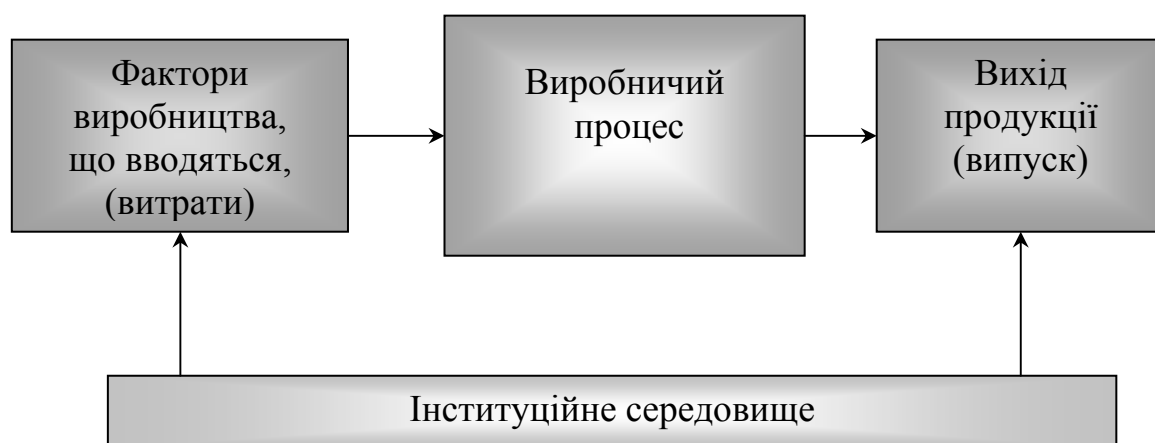 Фактори
виробництва,
що вводяться,
(витрати)
Виробничий
процес
Вихід
продукції
(випуск)
Інституційне середовище